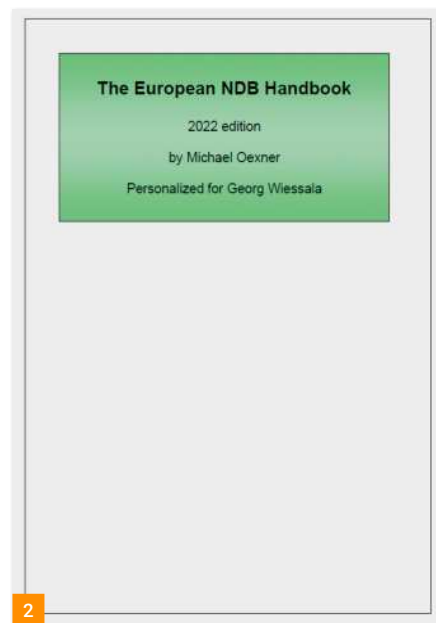 The European NDB Handbook
2022 edition
by Michael Oexner
Personalized for Georg Wiessala
2